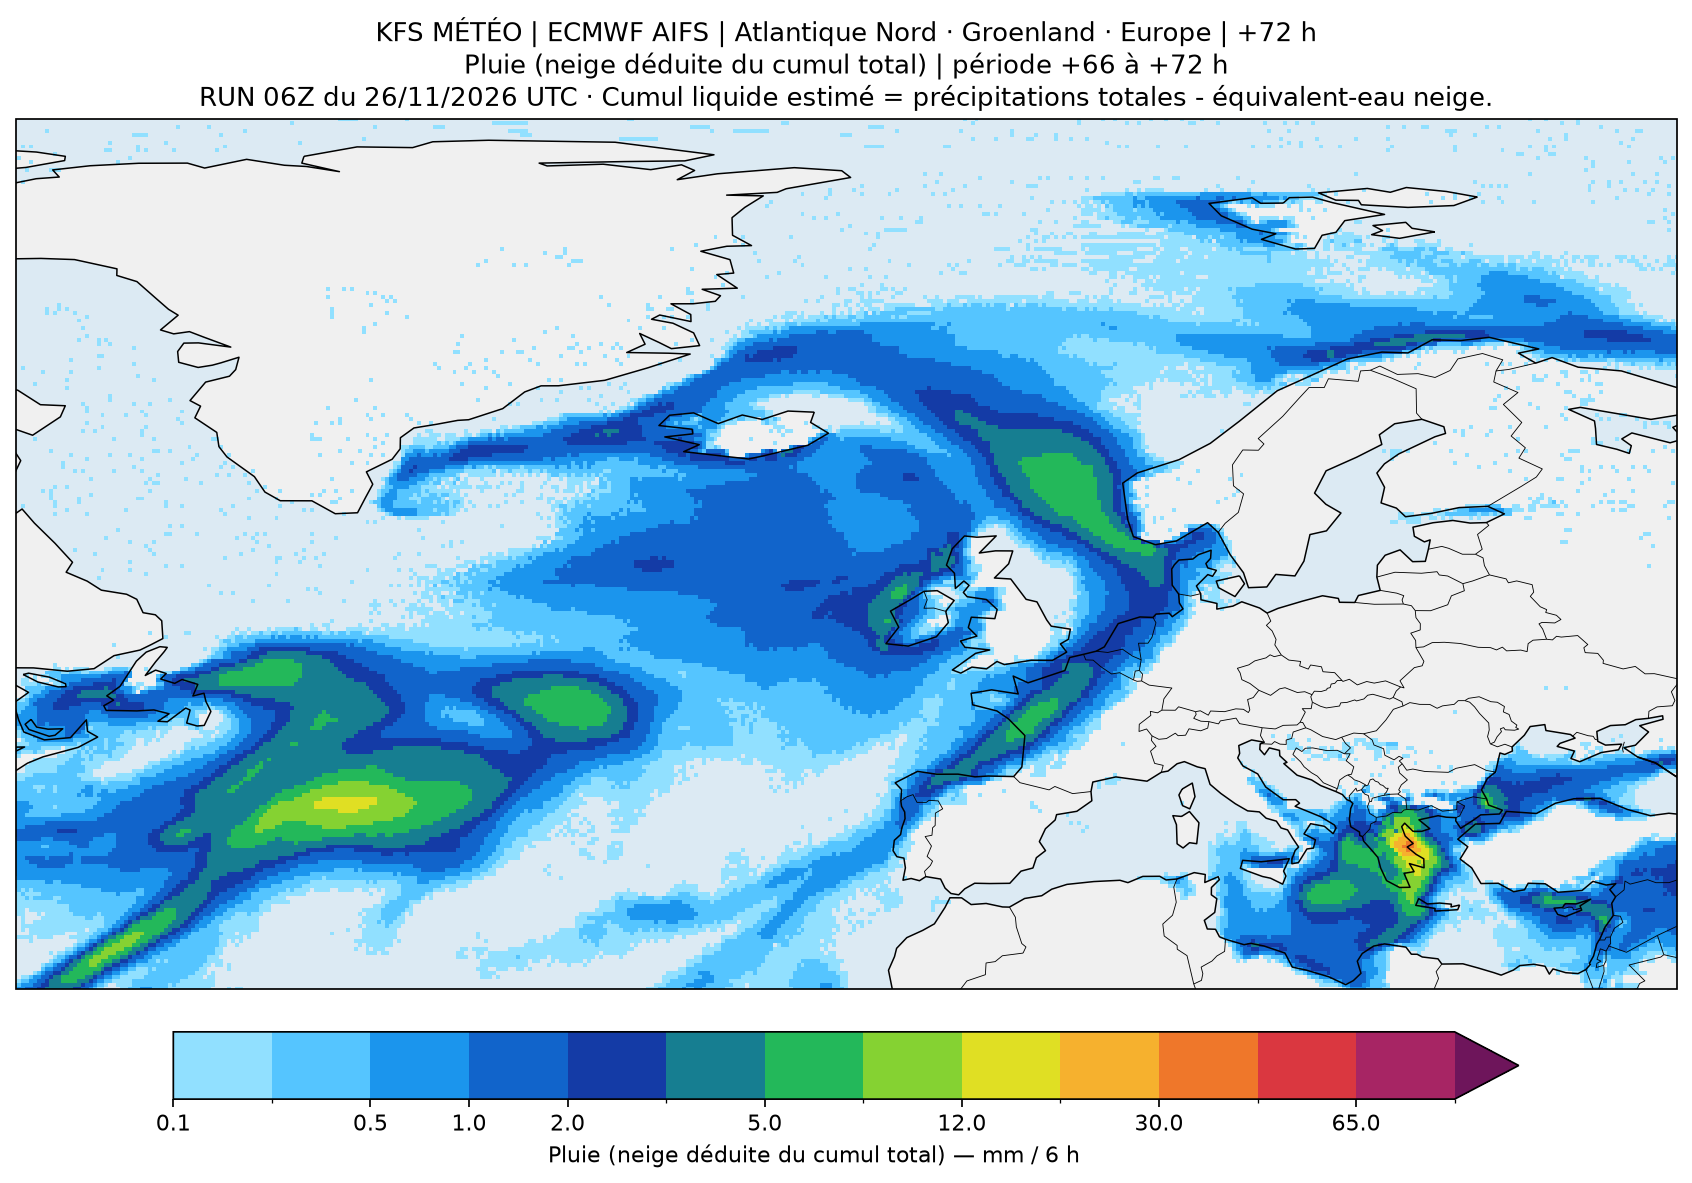 KFS MÉTÉO | ECMWF AIFS | Atlantique Nord · Groenland · Europe | +72 h
Pluie (neige déduite du cumul total) | période +66 à +72 h
RUN 06Z du 26/11/2026 UTC · Cumul liquide estimé = précipitations totales - équivalent-eau neige.
0.1 0.5 1.0 2.0 5.0 12.0 30.0 65.0
Pluie (neige déduite du cumul total) — mm / 6 h